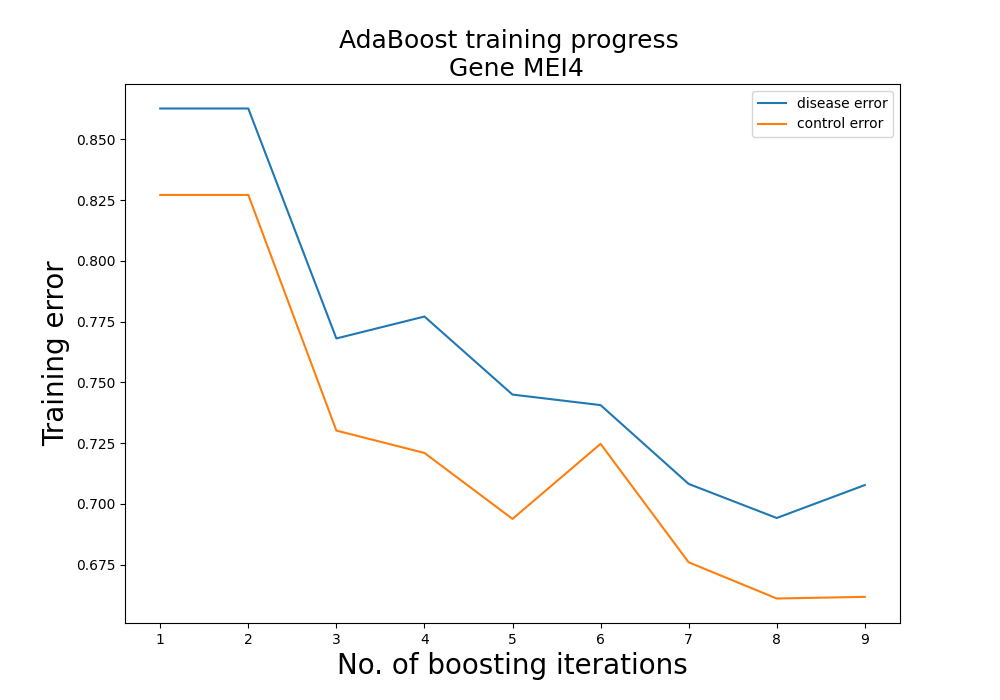 AdaBoost training progress
Gene MEI4
disease error
control error
Training error
0.850
0.825
0.800
0.775
0.750
0.725
0.700
0.675
1 2 3 4 5 6 7 8 9
No. of boosting iterations